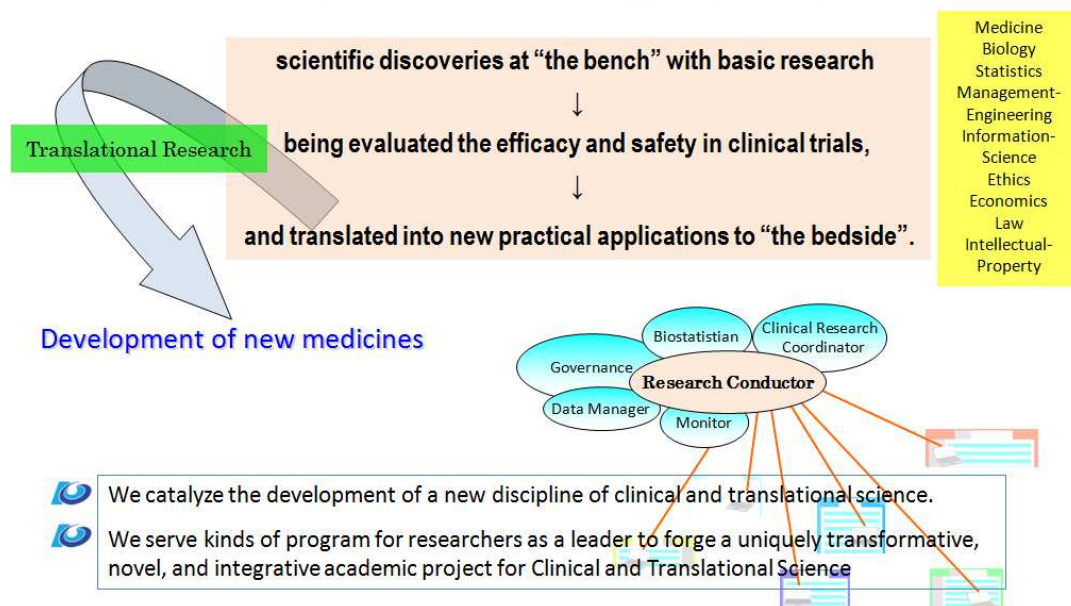 scientific discoveries at “the bench” with basic research
↓
being evaluated the efficacy and safety in clinical trials,
↓
and translated into new practical applications to “the bedside”.
Translational Research
Development of new medicines
Medicine
Biology
Statistics
Management-
Engineering
Information-
Science
Ethics
Economics
Law
Intellectual-
Property
Biostatistian
Clinical Research
Coordinator
Governance
Research Conductor
Data Manager
Monitor
We catalyze the development of a new discipline of clinical and translational science.
We serve kinds of program for researchers as a leader to forge a uniquely transformative,
novel, and integrative academic project for Clinical and Translational Science